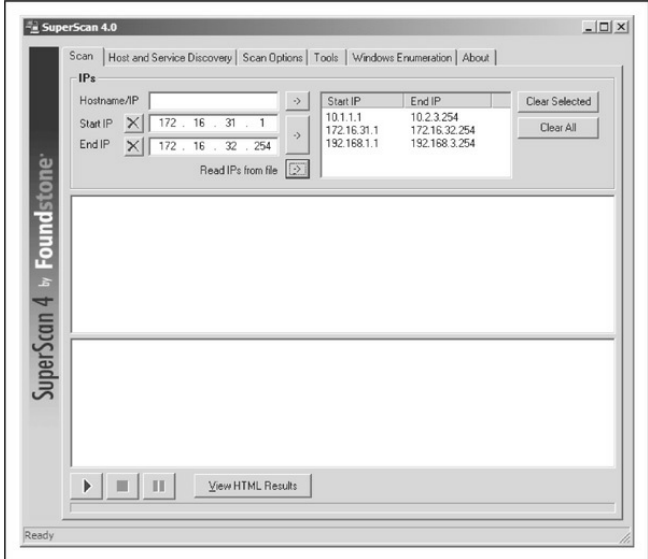 SuperScan 4.0
Scan Host and Service Discovery Scan Options Tools Windows Enumeration About
IPs
Hostname/IP
Start IP 172 . 16 . 31 . 1
End IP 172 . 16 . 32 . 254
Read IPs from file
->
->
->
Start IP End IP
10.1.1.1 10.2.3.254
172.16.31.1 172.16.32.254
192.168.1.1 192.168.3.254
Clear Selected
Clear All
SuperScan 4 by Foundstone
View HTML Results
Ready